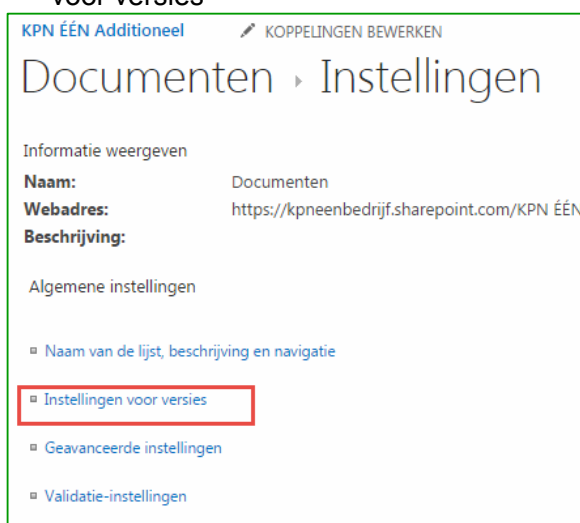 voor versies
KPN ÉÉN Additioneel KOPPELINGEN BEWERKEN
Documenten Instellingen
Informatie weergeven
Naam: Documenten
Webadres: https://kpneenbedrijf.sharepoint.com/KPN ÉÉN
Beschrijving:
Algemene instellingen
Naam van de lijst, beschrijving en navigatie
Instellingen voor versies
Geavanceerde instellingen
Validatie-instellingen